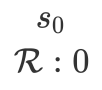 s₀
ℛ : 0